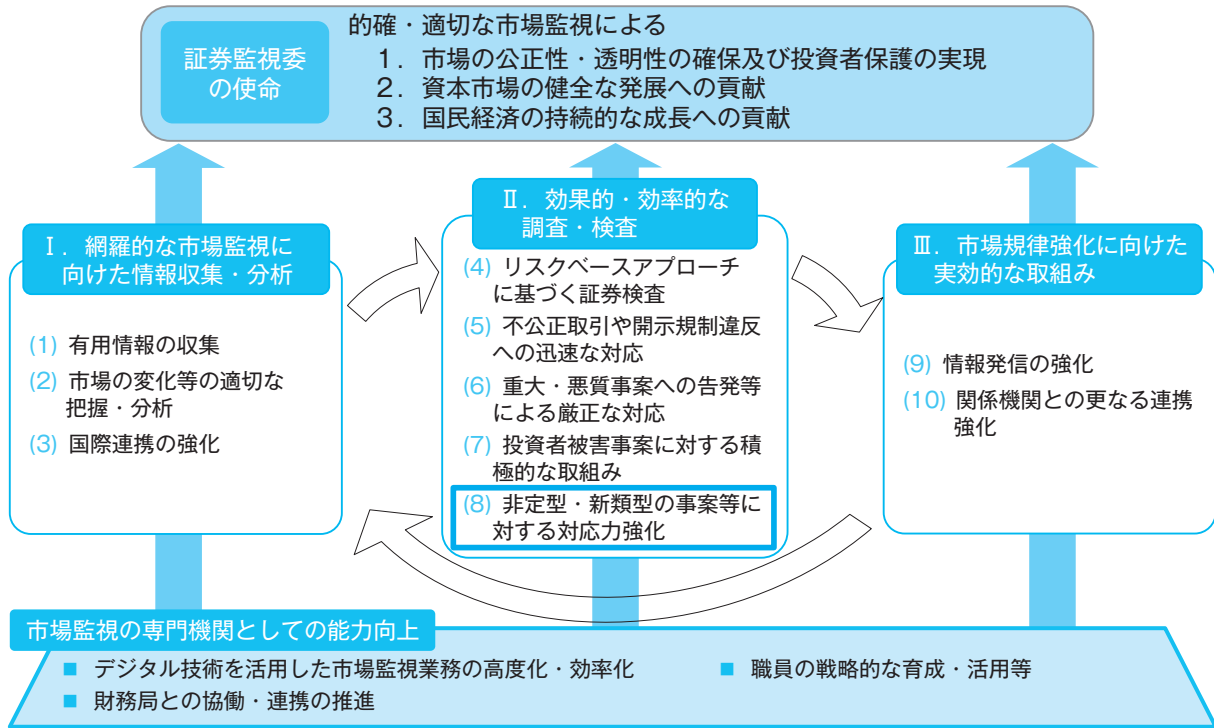 証券監視委
の使命
的確・適切な市場監視による
1．市場の公正性・透明性の確保及び投資者保護の実現
2．資本市場の健全な発展への貢献
3．国民経済の持続的な成長への貢献
Ⅰ．網羅的な市場監視に
向けた情報収集・分析
(1) 有用情報の収集
(2) 市場の変化等の適切な
把握・分析
(3) 国際連携の強化
Ⅱ．効果的・効率的な
調査・検査
(4) リスクベースアプローチ
に基づく証券検査
(5) 不公正取引や開示規制違反
への迅速な対応
(6) 重大・悪質事案への告発等
による厳正な対応
(7) 投資者被害事案に対する積
極的な取組み
(8) 非定型・新類型の事案等に
対する対応力強化
Ⅲ．市場規律強化に向けた
実効的な取組み
(9) 情報発信の強化
(10) 関係機関との更なる連携
強化
市場監視の専門機関としての能力向上
■ デジタル技術を活用した市場監視業務の高度化・効率化
■ 職員の戦略的な育成・活用等
■ 財務局との協働・連携の推進